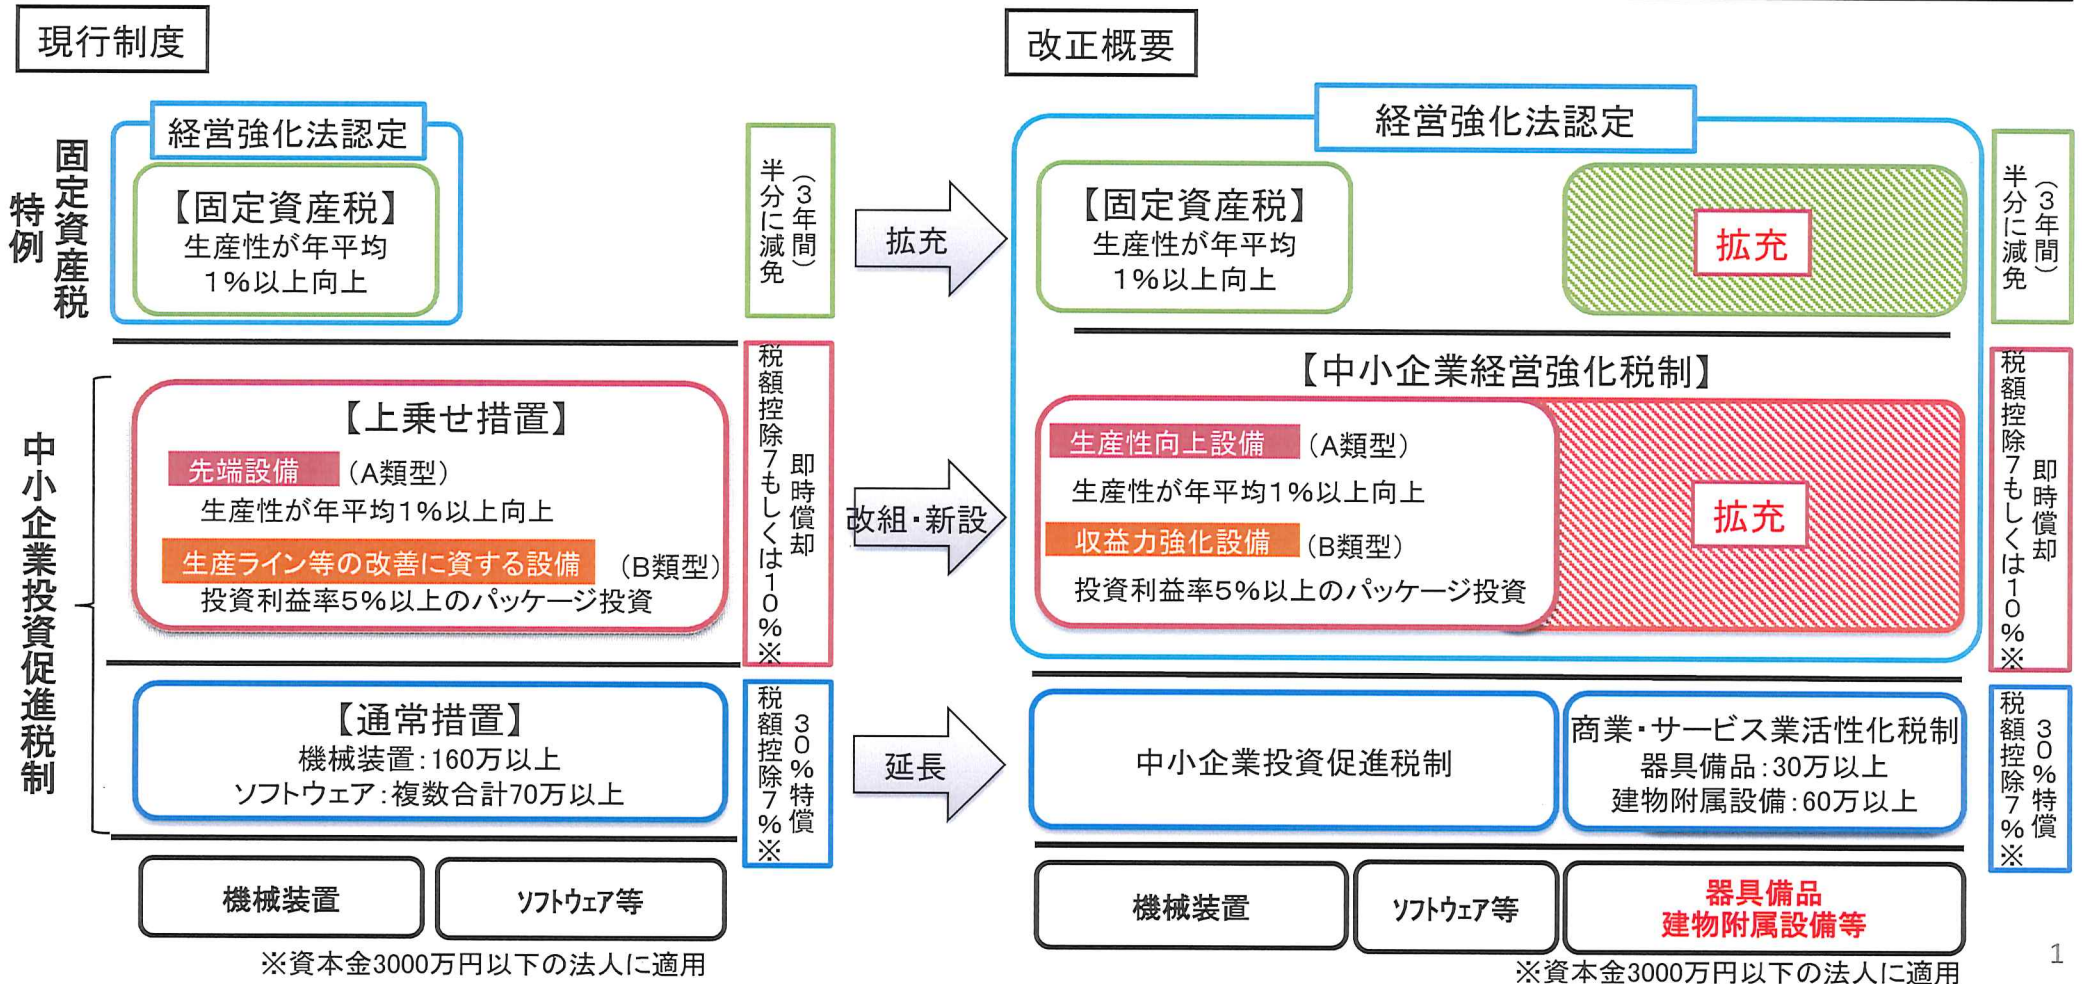 現行制度
固定資産税
特例
経営強化法認定
【固定資産税】
生産性が年平均
1%以上向上
(3年間)
半分に減免
中小企業投資促進税制
【上乗せ措置】
先端設備 (A類型)
生産性が年平均1%以上向上
生産ライン等の改善に資する設備 (B類型)
投資利益率5%以上のパッケージ投資
即時償却
税額控除7もしくは10%※
【通常措置】
機械装置:160万以上
ソフトウェア:複数合計70万以上
30%特償
税額控除7%※
機械装置
ソフトウェア等
※資本金3000万円以下の法人に適用
拡充
改組・新設
延長
改正概要
経営強化法認定
【固定資産税】
生産性が年平均
1%以上向上
拡充
(3年間)
半分に減免
【中小企業経営強化税制】
生産性向上設備 (A類型)
生産性が年平均1%以上向上
収益力強化設備 (B類型)
投資利益率5%以上のパッケージ投資
拡充
即時償却
税額控除7もしくは10%※
中小企業投資促進税制
商業・サービス業活性化税制
器具備品:30万以上
建物附属設備:60万以上
30%特償
税額控除7%※
機械装置
ソフトウェア等
器具備品
建物附属設備等
※資本金3000万円以下の法人に適用
1